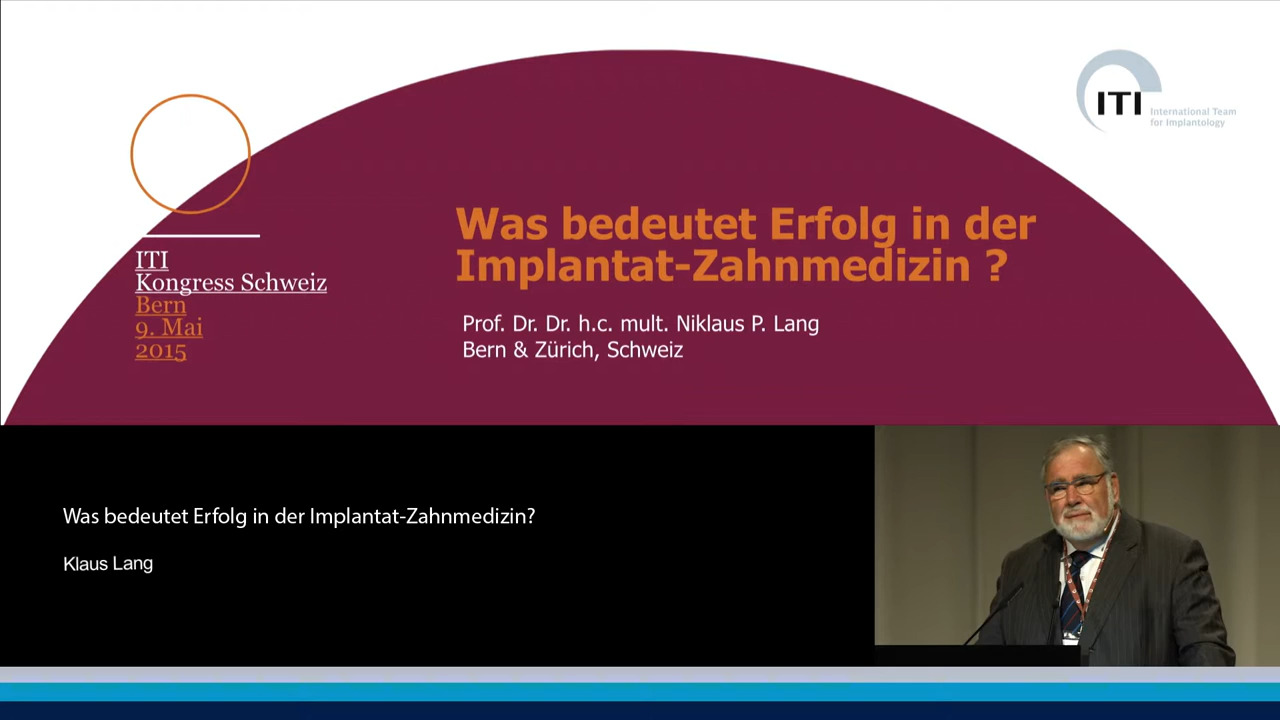 ITI
International Team
for Implantology
Was bedeutet Erfolg in der
Implantat-Zahnmedizin ?
ITI
Kongress Schweiz
Bern
9. Mai
2015
Prof. Dr. Dr. h.c. mult. Niklaus P. Lang
Bern & Zürich, Schweiz
Was bedeutet Erfolg in der Implantat-Zahnmedizin?
Klaus Lang